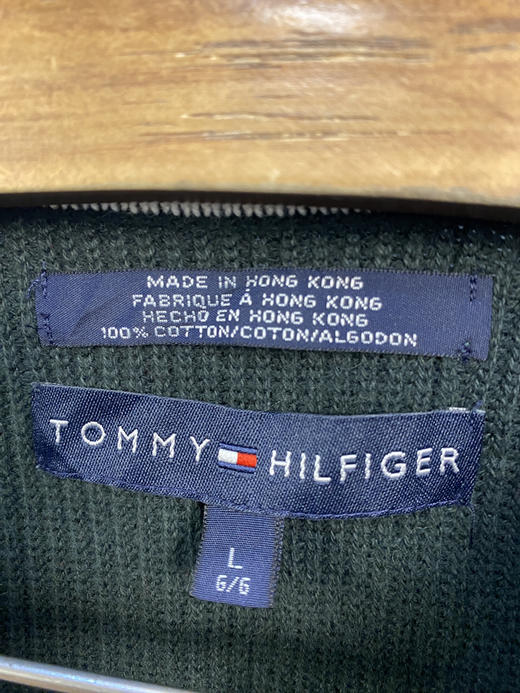 MADE IN HONG KONG
FABRIQUE À HONG KONG
HECHO EN HONG KONG
100% COTTON/COTON/ALGODON
TOMMY HILFIGER
L
G/G